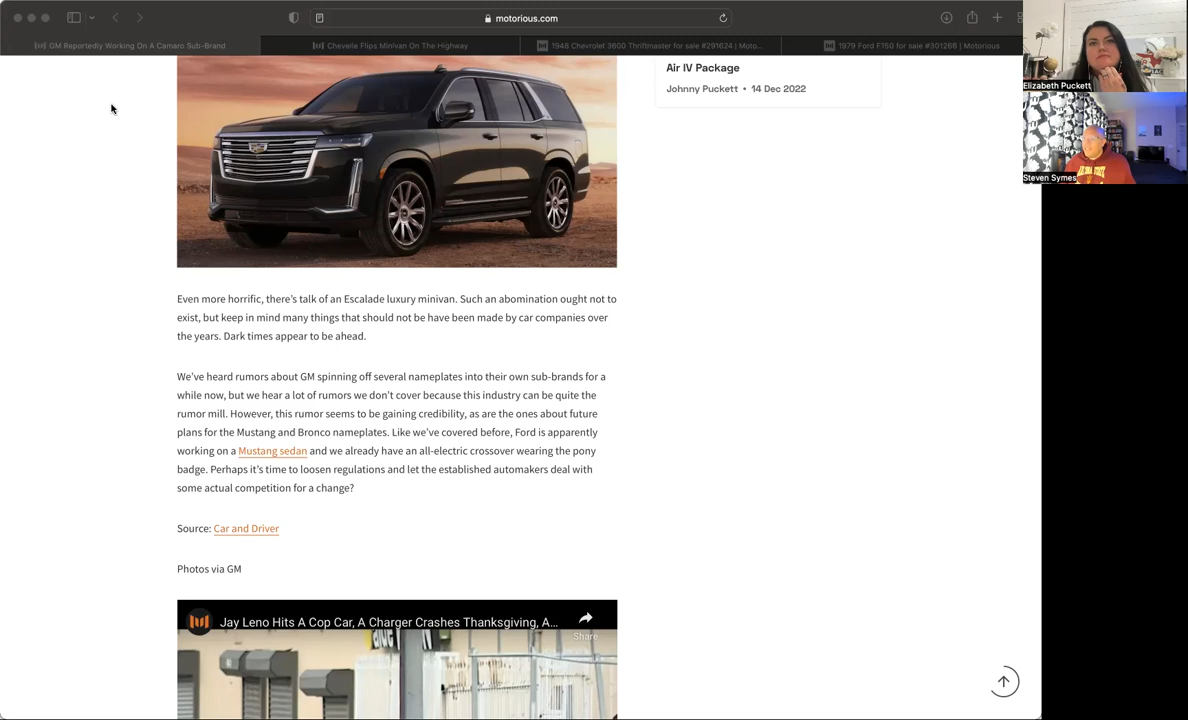 motorious.com
GM Reportedly Working On A Camaro Sub-Brand
Chevelle Flips Minivan On The Highway
1948 Chevrolet 3600 Thriftmaster for sale #291624 | Moto...
1979 Ford F150 for sale #301266 | Motorious
Elizabeth Puckett
Steven Symes
Air IV Package
Johnny Puckett • 14 Dec 2022
Even more horrific, there's talk of an Escalade luxury minivan. Such an abomination ought not to
exist, but keep in mind many things that should not be have been made by car companies over
the years. Dark times appear to be ahead.
We've heard rumors about GM spinning off several nameplates into their own sub-brands for a
while now, but we hear a lot of rumors we don't cover because this industry can be quite the
rumor mill. However, this rumor seems to be gaining credibility, as are the ones about future
plans for the Mustang and Bronco nameplates. Like we've covered before, Ford is apparently
working on a Mustang sedan and we already have an all-electric crossover wearing the pony
badge. Perhaps it's time to loosen regulations and let the established automakers deal with
some actual competition for a change?
Source: Car and Driver
Photos via GM
Jay Leno Hits A Cop Car, A Charger Crashes Thanksgiving, A...
Share